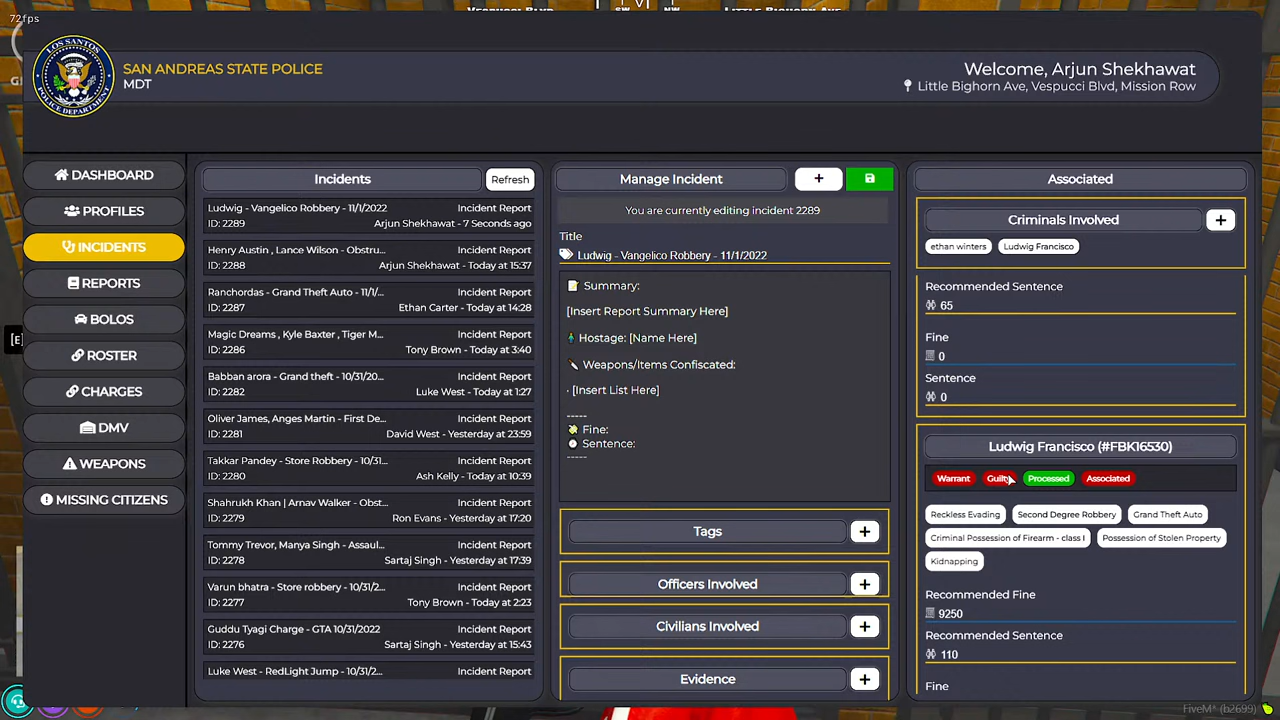 72fps
VESPUCCI BLVD
SW
NW
LITTLE BIGHORN AVE
LOS SANTOS
POLICE DEPARTMENT
SAN ANDREAS STATE POLICE
MDT
Welcome, Arjun Shekhawat
Little Bighorn Ave, Vespucci Blvd, Mission Row
DASHBOARD
PROFILES
INCIDENTS
REPORTS
BOLOS
ROSTER
CHARGES
DMV
WEAPONS
MISSING CITIZENS
[E]
Incidents
Refresh
Ludwig - Vangelico Robbery - 11/1/2022 Incident Report
ID: 2289 Arjun Shekhawat - 7 Seconds ago
Henry Austin , Lance Wilson - Obstru... Incident Report
ID: 2288 Arjun Shekhawat - Today at 15:37
Ranchordas - Grand Theft Auto - 11/1/... Incident Report
ID: 2287 Ethan Carter - Today at 14:28
Magic Dreams , Kyle Baxter , Tiger M... Incident Report
ID: 2286 Tony Brown - Today at 3:40
Babban arora - Grand theft - 10/31/20... Incident Report
ID: 2282 Luke West - Today at 1:27
Oliver James, Anges Martin - First De... Incident Report
ID: 2281 David West - Yesterday at 23:59
Takkar Pandey - Store Robbery - 10/31... Incident Report
ID: 2280 Ash Kelly - Yesterday at 10:39
Shahrukh Khan | Arnav Walker - Obst... Incident Report
ID: 2279 Ron Evans - Yesterday at 17:20
Tommy Trevor, Manya Singh - Assaul... Incident Report
ID: 2278 Sartaj Singh - Yesterday at 17:39
Varun bhatra - Store robbery - 10/31/2... Incident Report
ID: 2277 Tony Brown - Today at 2:23
Guddu Tyagi Charge - GTA 10/31/2022 Incident Report
ID: 2276 Sartaj Singh - Yesterday at 15:43
Luke West - RedLight Jump - 10/31/2... Incident Report
Manage Incident
+
You are currently editing incident 2289
Title
Ludwig - Vangelico Robbery - 11/1/2022
Summary:
[Insert Report Summary Here]
Hostage: [Name Here]
Weapons/Items Confiscated:
· [Insert List Here]
-----
Fine:
Sentence:
-----
Tags +
Officers Involved +
Civilians Involved +
Evidence +
Associated
Criminals Involved +
ethan winters Ludwig Francisco
Recommended Sentence
65
Fine
0
Sentence
0
Ludwig Francisco (#FBK16530)
Warrant Guilty Processed Associated
Reckless Evading Second Degree Robbery Grand Theft Auto
Criminal Possession of Firearm - class I Possession of Stolen Property
Kidnapping
Recommended Fine
9250
Recommended Sentence
110
Fine
FiveM* (b2699)